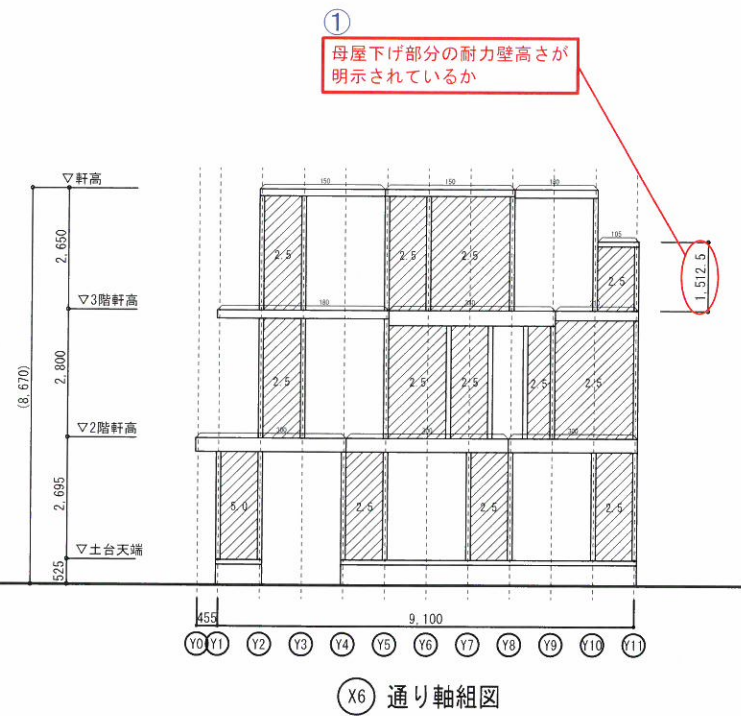 ①
母屋下げ部分の耐力壁高さが
明示されているか
▽軒高
150 150 180
105
2,650
2.5 2.5 2.5 2.5
1,512.5
▽3階軒高
180
(8,670)
2,800
2.5 2.5 2.5 2.5 2.5
▽2階軒高
300 300 300
2,695
5.0 2.5 2.5 2.5
▽土台天端
525
455 9,100
Y0 Y1 Y2 Y3 Y4 Y5 Y6 Y7 Y8 Y9 Y10 Y11
X6 通り軸組図